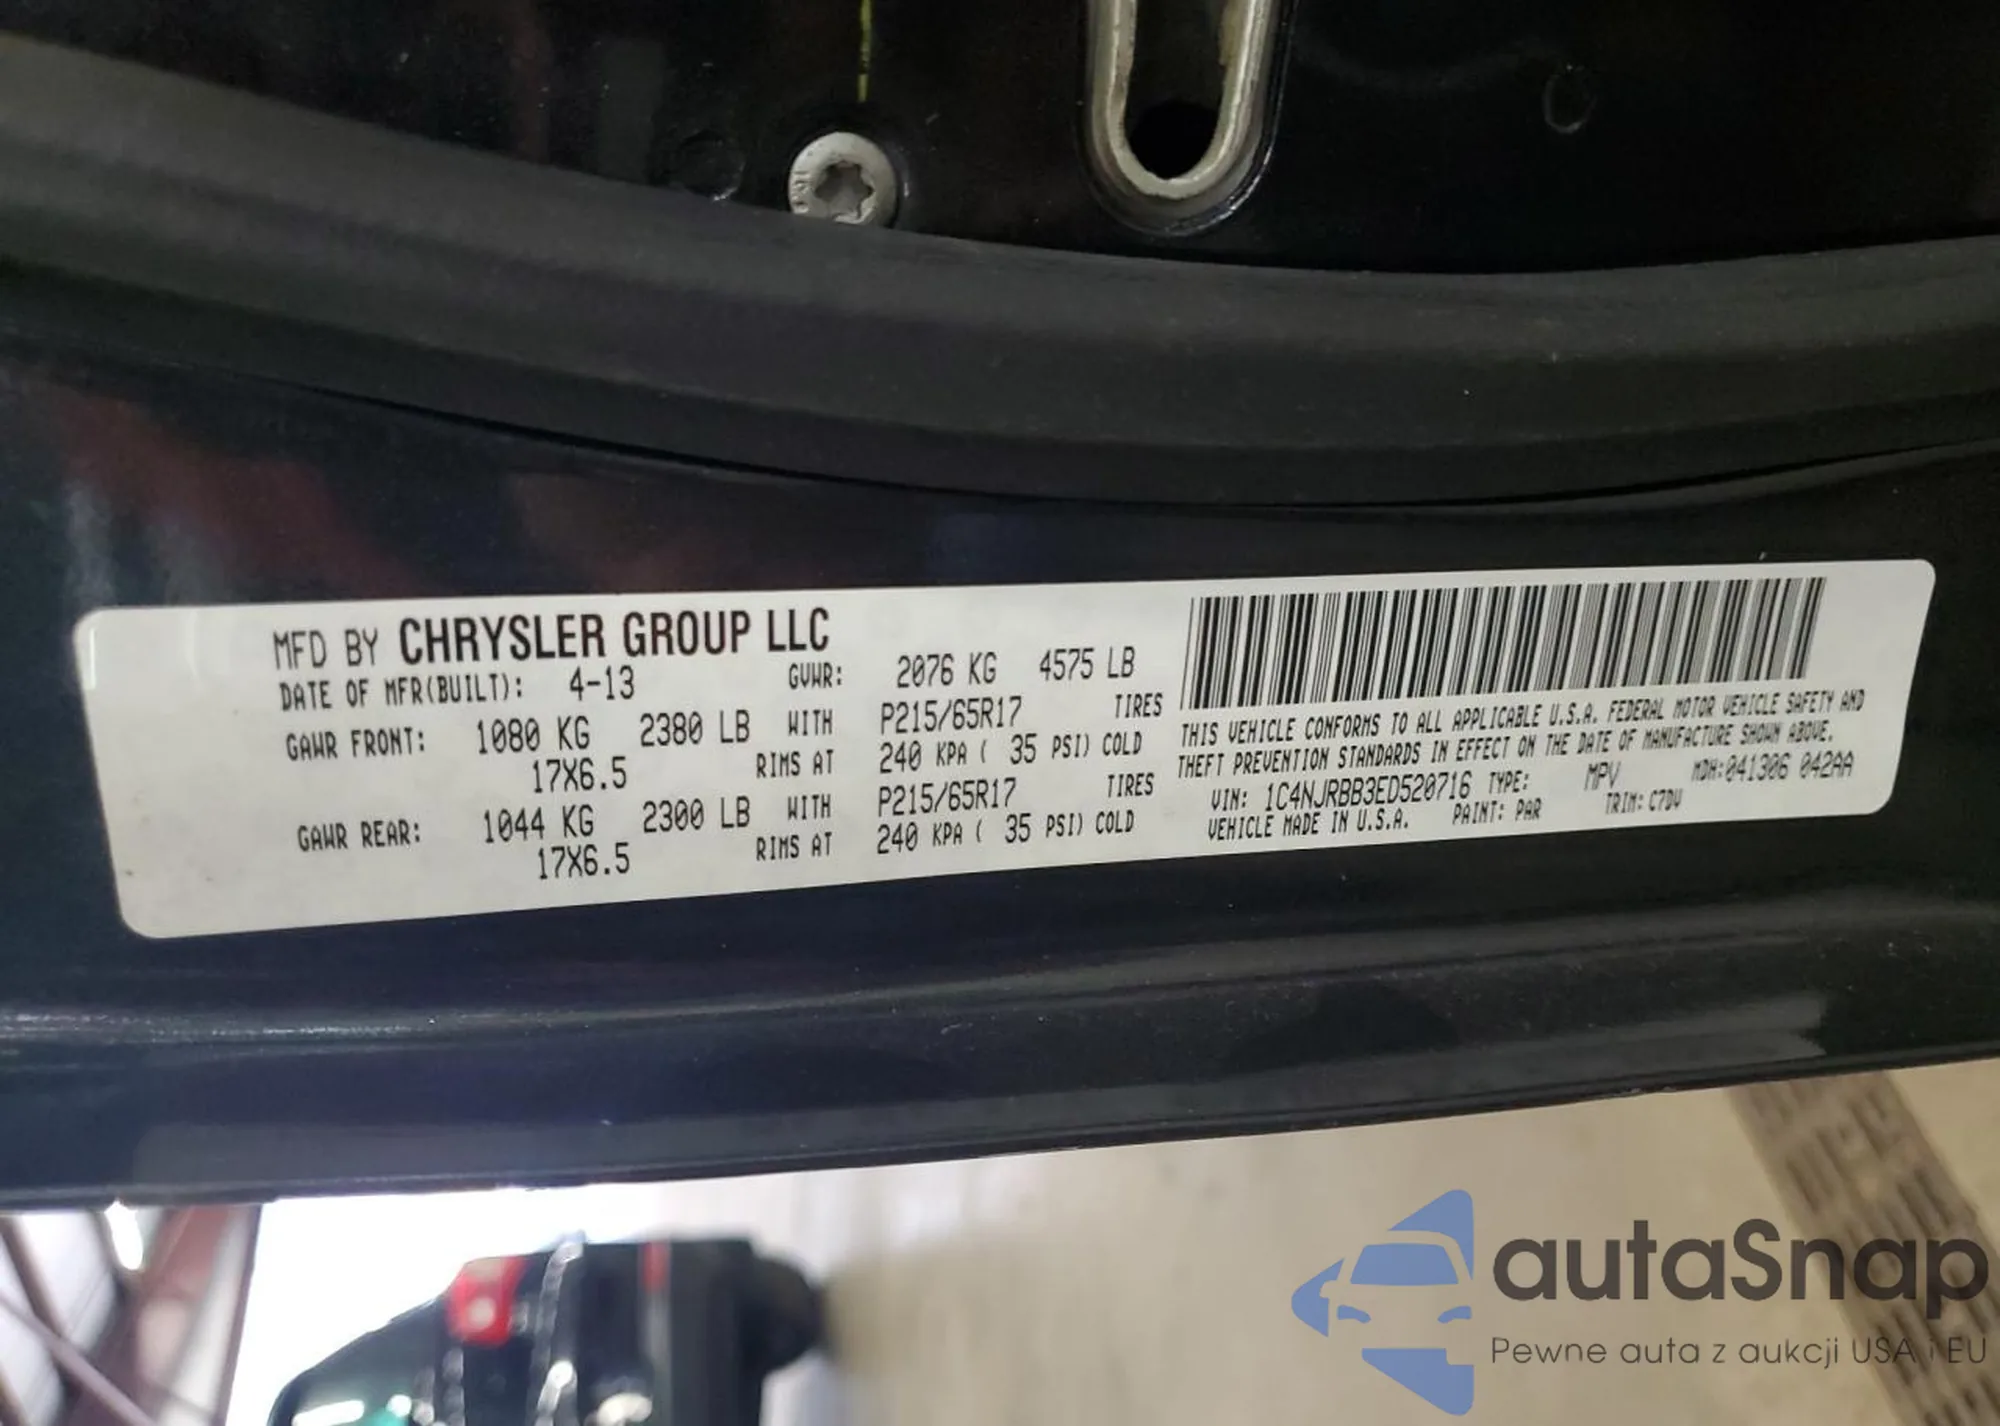 MFD BY CHRYSLER GROUP LLC
DATE OF MFR(BUILT): 4-13 GVWR: 2076 KG 4575 LB
GAWR FRONT: 1080 KG 2380 LB WITH P215/65R17 TIRES
17X6.5 RIMS AT 240 KPA ( 35 PSI) COLD
GAWR REAR: 1044 KG 2300 LB WITH P215/65R17 TIRES
17X6.5 RIMS AT 240 KPA ( 35 PSI) COLD
THIS VEHICLE CONFORMS TO ALL APPLICABLE U.S.A. FEDERAL MOTOR VEHICLE SAFETY AND
THEFT PREVENTION STANDARDS IN EFFECT ON THE DATE OF MANUFACTURE SHOWN ABOVE.
VIN: 1C4NJRBB3ED520716 TYPE: MPV MDH:041306 042AA
VEHICLE MADE IN U.S.A. PAINT: PAR TRIM: C7DV
autaSnap
Pewne auta z aukcji USA i EU